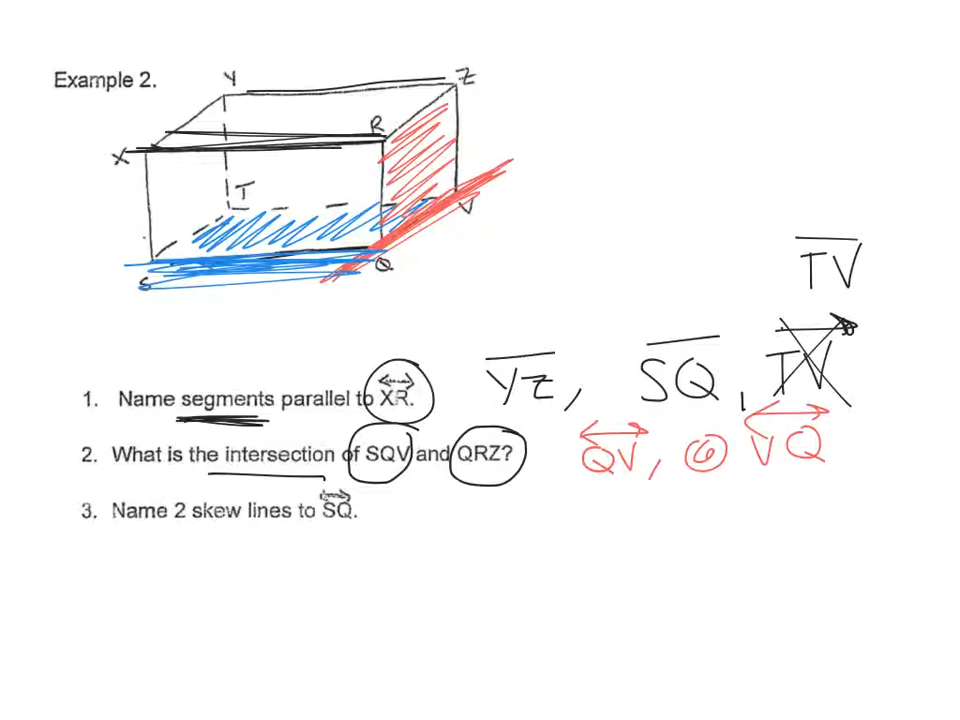 Example 2.
Y
Z
R
X
T
V
Q
S
TV
1. Name segments parallel to XR. YZ, SQ, TV
2. What is the intersection of SQV and QRZ? QV, VQ
3. Name 2 skew lines to SQ.